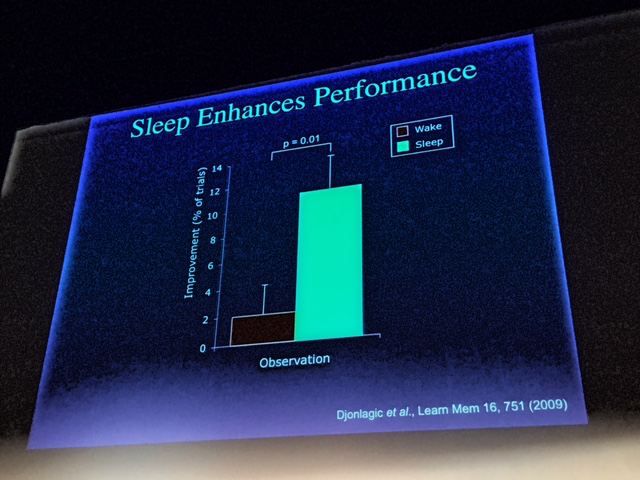 Sleep Enhances Performance
p = 0.01
Wake
Sleep
Improvement (% of trials)
14
12
10
8
6
4
2
0
Observation
Djonlagic et al., Learn Mem 16, 751 (2009)